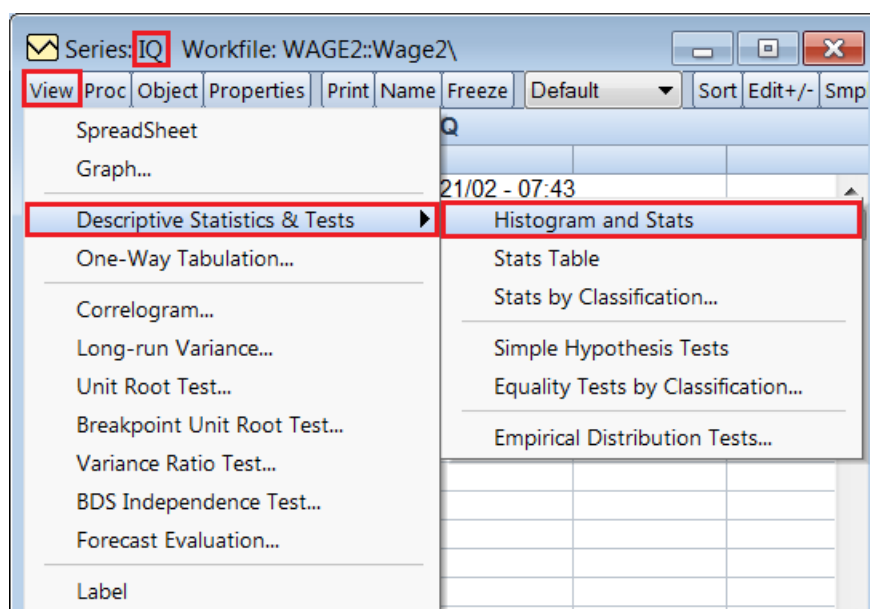 Series: IQ Workfile: WAGE2::Wage2\
View Proc Object Properties Print Name Freeze Default Sort Edit+/- Smp
SpreadSheet
Graph...
Descriptive Statistics & Tests
One-Way Tabulation...
Correlogram...
Long-run Variance...
Unit Root Test...
Breakpoint Unit Root Test...
Variance Ratio Test...
BDS Independence Test...
Forecast Evaluation...
Label
Q
21/02 - 07:43
Histogram and Stats
Stats Table
Stats by Classification...
Simple Hypothesis Tests
Equality Tests by Classification...
Empirical Distribution Tests...